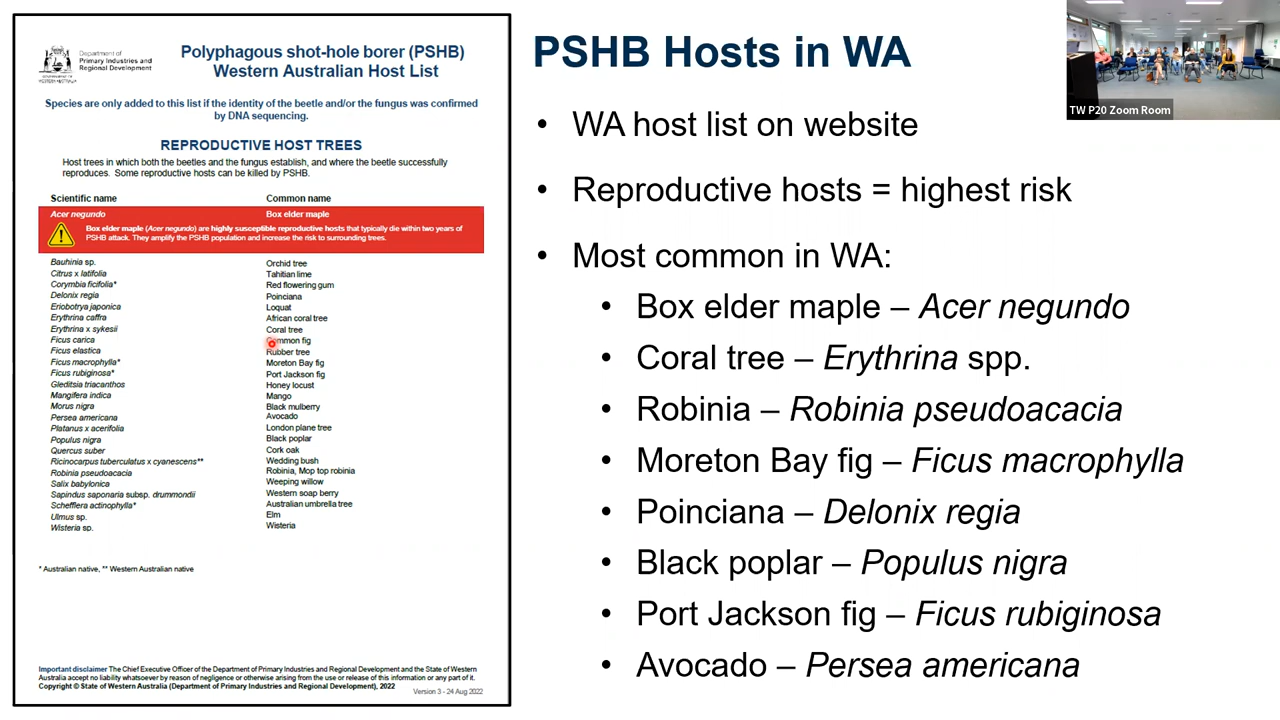 Department of
Primary Industries and
Regional Development
GOVERNMENT OF
WESTERN AUSTRALIA
Polyphagous shot-hole borer (PSHB)
Western Australian Host List
Species are only added to this list if the identity of the beetle and/or the fungus was confirmed
by DNA sequencing.
REPRODUCTIVE HOST TREES
Host trees in which both the beetles and the fungus establish, and where the beetle successfully
reproduces. Some reproductive hosts can be killed by PSHB.
Scientific name Common name
Acer negundo Box elder maple
Box elder maple (Acer negundo) are highly susceptible reproductive hosts that typically die within two years of
PSHB attack. They amplify the PSHB population and increase the risk to surrounding trees.
Bauhinia sp. Orchid tree
Citrus x latifolia Tahitian lime
Corymbia ficifolia* Red flowering gum
Delonix regia Poinciana
Eriobotrya japonica Loquat
Erythrina caffra African coral tree
Erythrina x sykesii Coral tree
Ficus carica Common fig
Ficus elastica Rubber tree
Ficus macrophylla* Moreton Bay fig
Ficus rubiginosa* Port Jackson fig
Gleditsia triacanthos Honey locust
Mangifera indica Mango
Morus nigra Black mulberry
Persea americana Avocado
Platanus x acerifolia London plane tree
Populus nigra Black poplar
Quercus suber Cork oak
Ricinocarpus tuberculatus x cyanescens** Wedding bush
Robinia pseudoacacia Robinia, Mop top robinia
Salix babylonica Weeping willow
Sapindus saponaria subsp. drummondii Western soap berry
Schefflera actinophylla* Australian umbrella tree
Ulmus sp. Elm
Wisteria sp. Wisteria
* Australian native, ** Western Australian native
Important disclaimer The Chief Executive Officer of the Department of Primary Industries and Regional Development and the State of Western
Australia accept no liability whatsoever by reason of negligence or otherwise arising from the use or release of this information or any part of it.
Copyright © State of Western Australia (Department of Primary Industries and Regional Development), 2022
Version 3 - 24 Aug 2022
PSHB Hosts in WA
• WA host list on website
• Reproductive hosts = highest risk
• Most common in WA:
• Box elder maple – Acer negundo
• Coral tree – Erythrina spp.
• Robinia – Robinia pseudoacacia
• Moreton Bay fig – Ficus macrophylla
• Poinciana – Delonix regia
• Black poplar – Populus nigra
• Port Jackson fig – Ficus rubiginosa
• Avocado – Persea americana
TW P20 Zoom Room